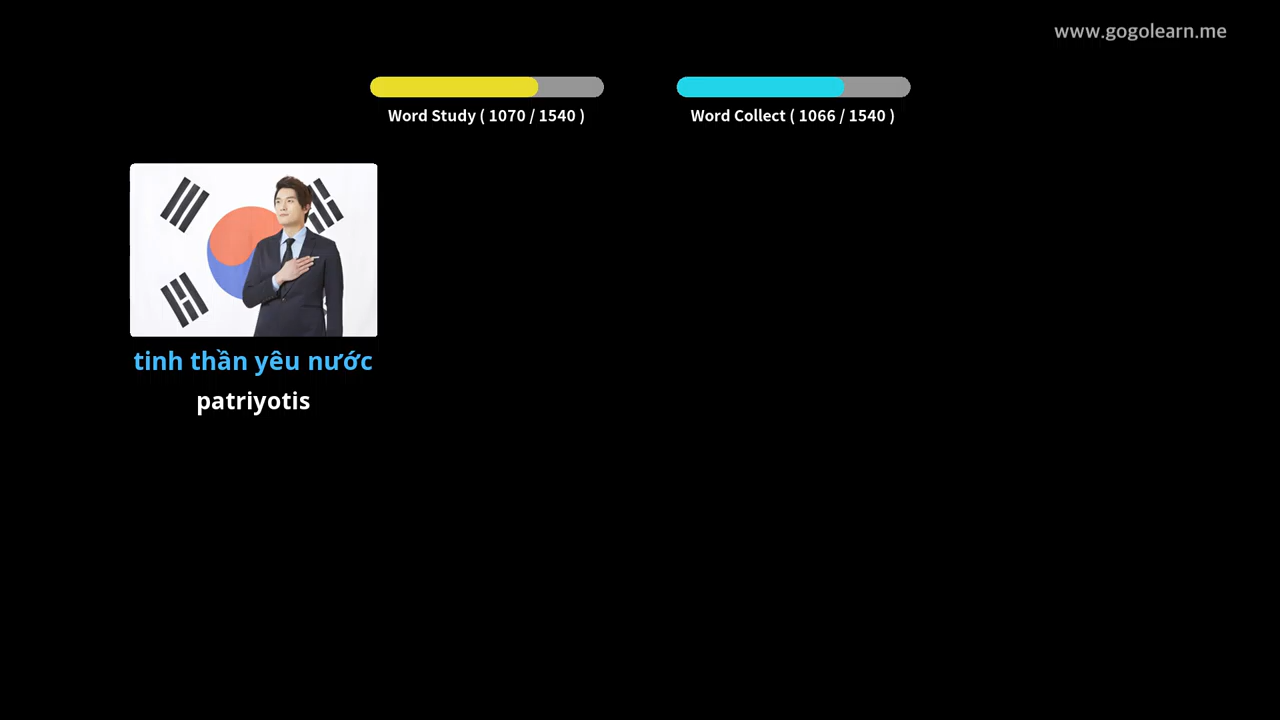 www.gogolearn.me
Word Study ( 1070 / 1540 )
Word Collect ( 1066 / 1540 )
tinh thần yêu nước
patriyotis